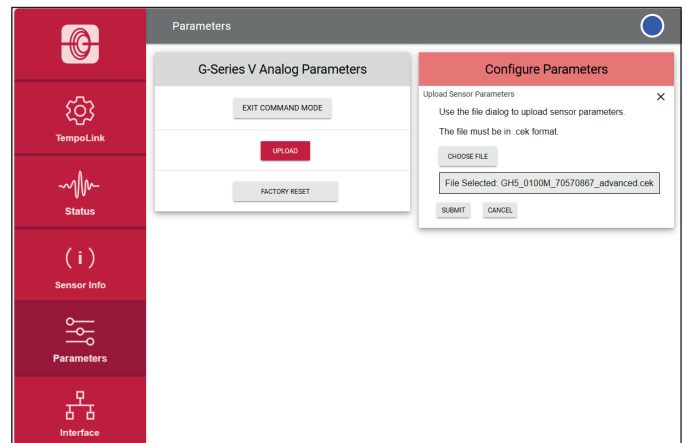 Parameters
TempoLink
Status
( i )
Sensor Info
Parameters
Interface
G-Series V Analog Parameters
EXIT COMMAND MODE
UPLOAD
FACTORY RESET
Configure Parameters
Upload Sensor Parameters
Use the file dialog to upload sensor parameters.
The file must be in .cek format.
CHOOSE FILE
File Selected: GH5_0100M_70570867_advanced.cek
SUBMIT CANCEL